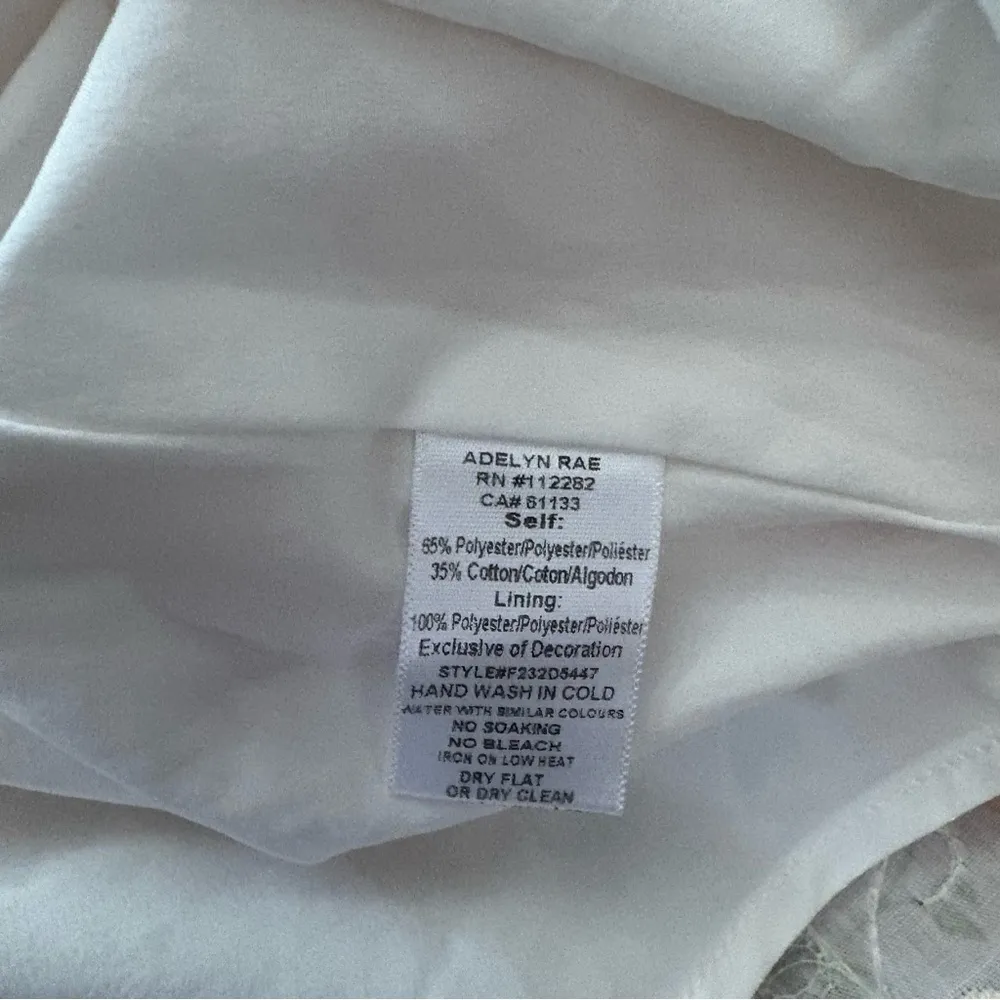 ADELYN RAE
RN #112282
CA# 61133
Self:
65% Polyester/Polyester/Poliéster
35% Cotton/Coton/Algodon
Lining:
100% Polyester/Polyester/Poliéster
Exclusive of Decoration
STYLE#F232D5447
HAND WASH IN COLD
WATER WITH SIMILAR COLOURS
NO SOAKING
NO BLEACH
IRON ON LOW HEAT
DRY FLAT
OR DRY CLEAN